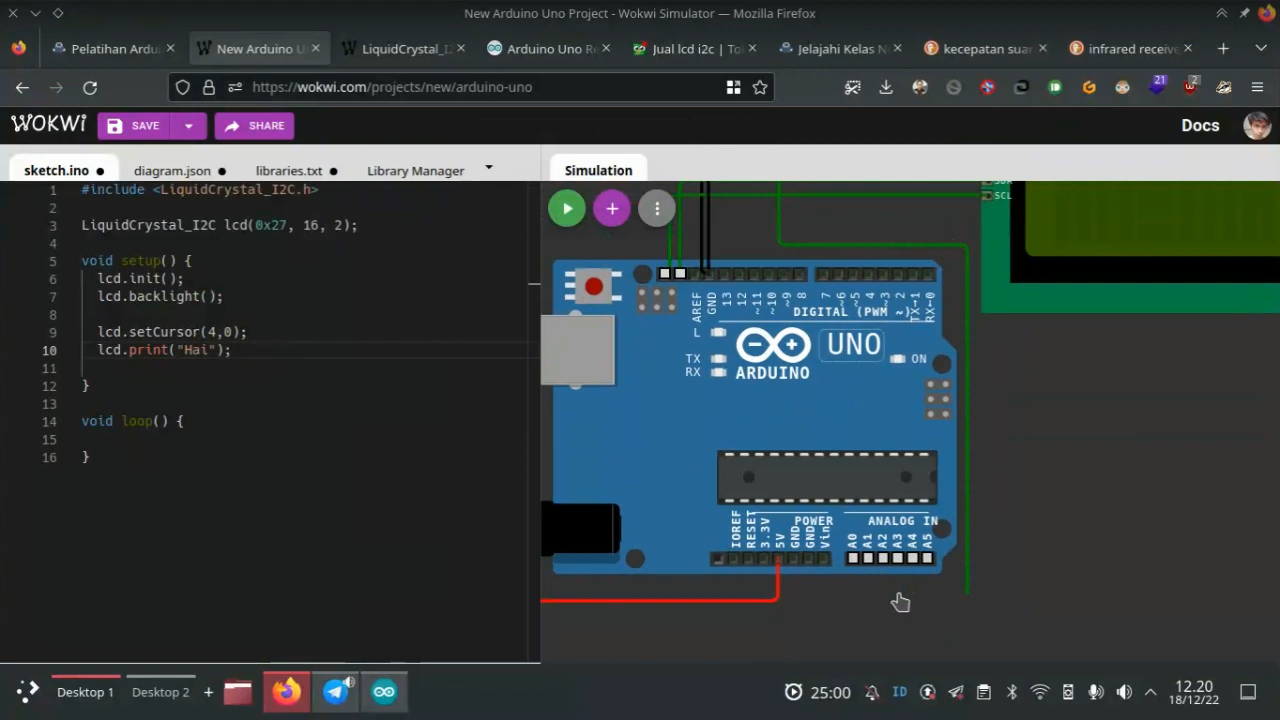 New Arduino Uno Project - Wokwi Simulator — Mozilla Firefox
Pelatihan Ardu
New Arduino U
LiquidCrystal_I2
Arduino Uno Re
Jual lcd i2c | To
Jelajahi Kelas N
kecepatan suar
infrared receive
https://wokwi.com/projects/new/arduino-uno
21
2
WOKWI
SAVE
SHARE
Docs
sketch.ino
diagram.json
libraries.txt
Library Manager
Simulation
1 #include <LiquidCrystal_I2C.h>
2
3 LiquidCrystal_I2C lcd(0x27, 16, 2);
4
5 void setup() {
6 lcd.init();
7 lcd.backlight();
8
9 lcd.setCursor(4,0);
10 lcd.print("Hai");
11
12 }
13
14 void loop() {
15
16 }
SCL
AREF
GND
13
12
~11
~10
~9
8
7
~6
~5
4
~3
2
TX→1
RX←0
DIGITAL (PWM ~)
L
TX
RX
UNO
ON
ARDUINO
IOREF
RESET
3.3V
5V
GND
GND
Vin
POWER
ANALOG IN
A0
A1
A2
A3
A4
A5
Desktop 1
Desktop 2
25:00
ID
12.20
18/12/22